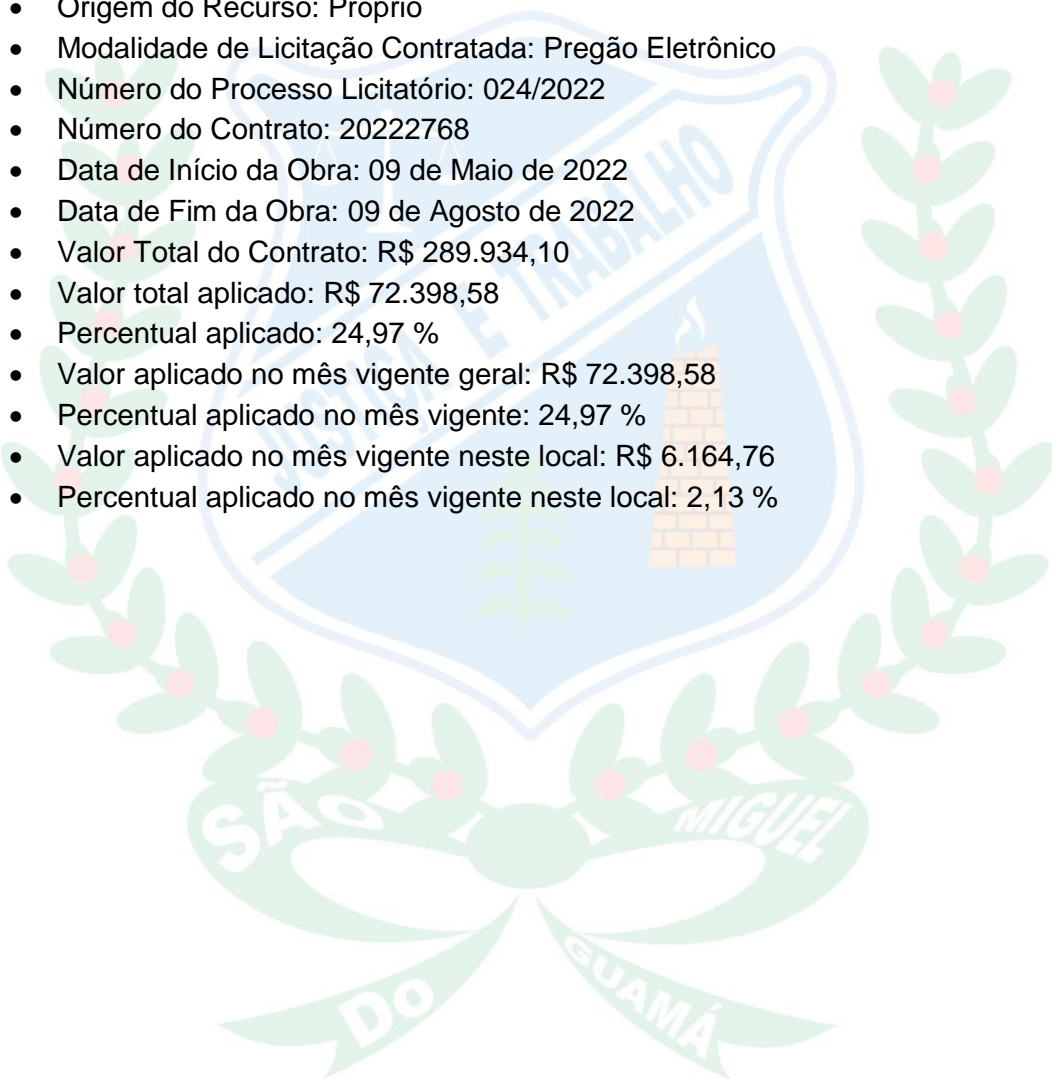 • Origem do Recurso: Próprio
• Modalidade de Licitação Contratada: Pregão Eletrônico
• Número do Processo Licitatório: 024/2022
• Número do Contrato: 20222768
• Data de Início da Obra: 09 de Maio de 2022
• Data de Fim da Obra: 09 de Agosto de 2022
• Valor Total do Contrato: R$ 289.934,10
• Valor total aplicado: R$ 72.398,58
• Percentual aplicado: 24,97 %
• Valor aplicado no mês vigente geral: R$ 72.398,58
• Percentual aplicado no mês vigente: 24,97 %
• Valor aplicado no mês vigente neste local: R$ 6.164,76
• Percentual aplicado no mês vigente neste local: 2,13 %
JUSTIÇA E TRABALHO
SÃO MIGUEL
DO GUAMÁ